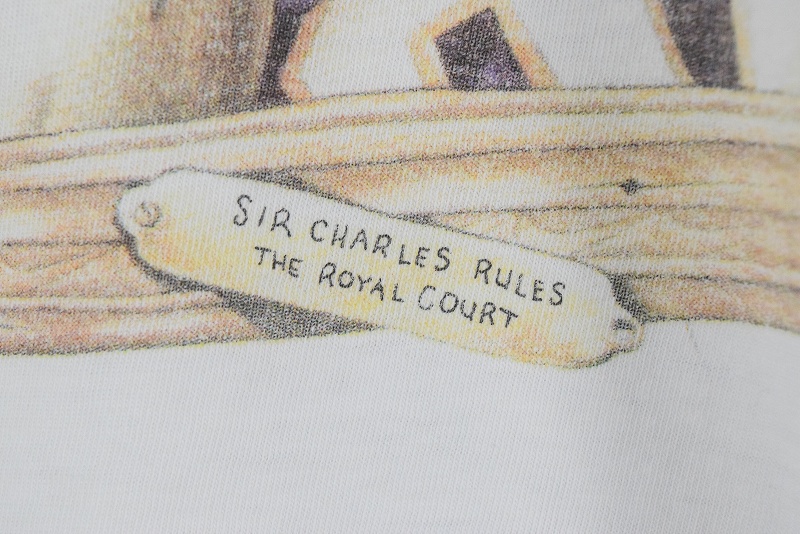 SIR CHARLES RULES
THE ROYAL COURT